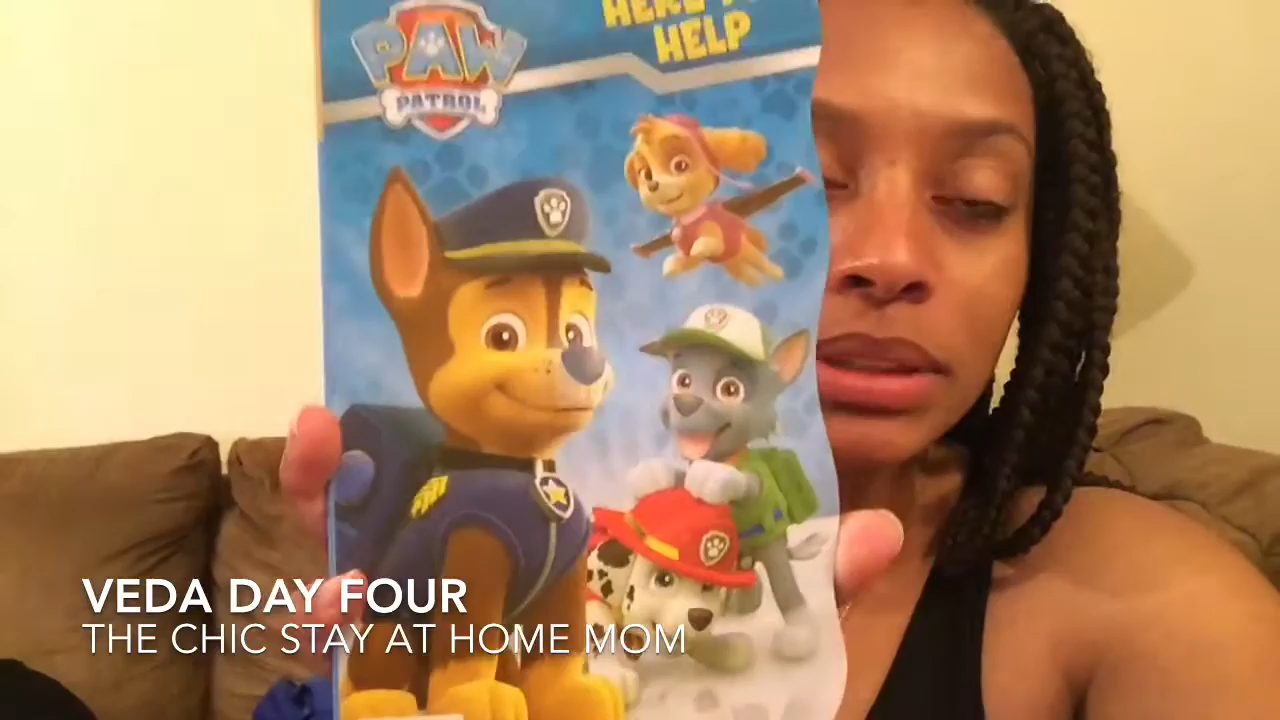 PAW
PATROL
HELP
VEDA DAY FOUR
THE CHIC STAY AT HOME MOM